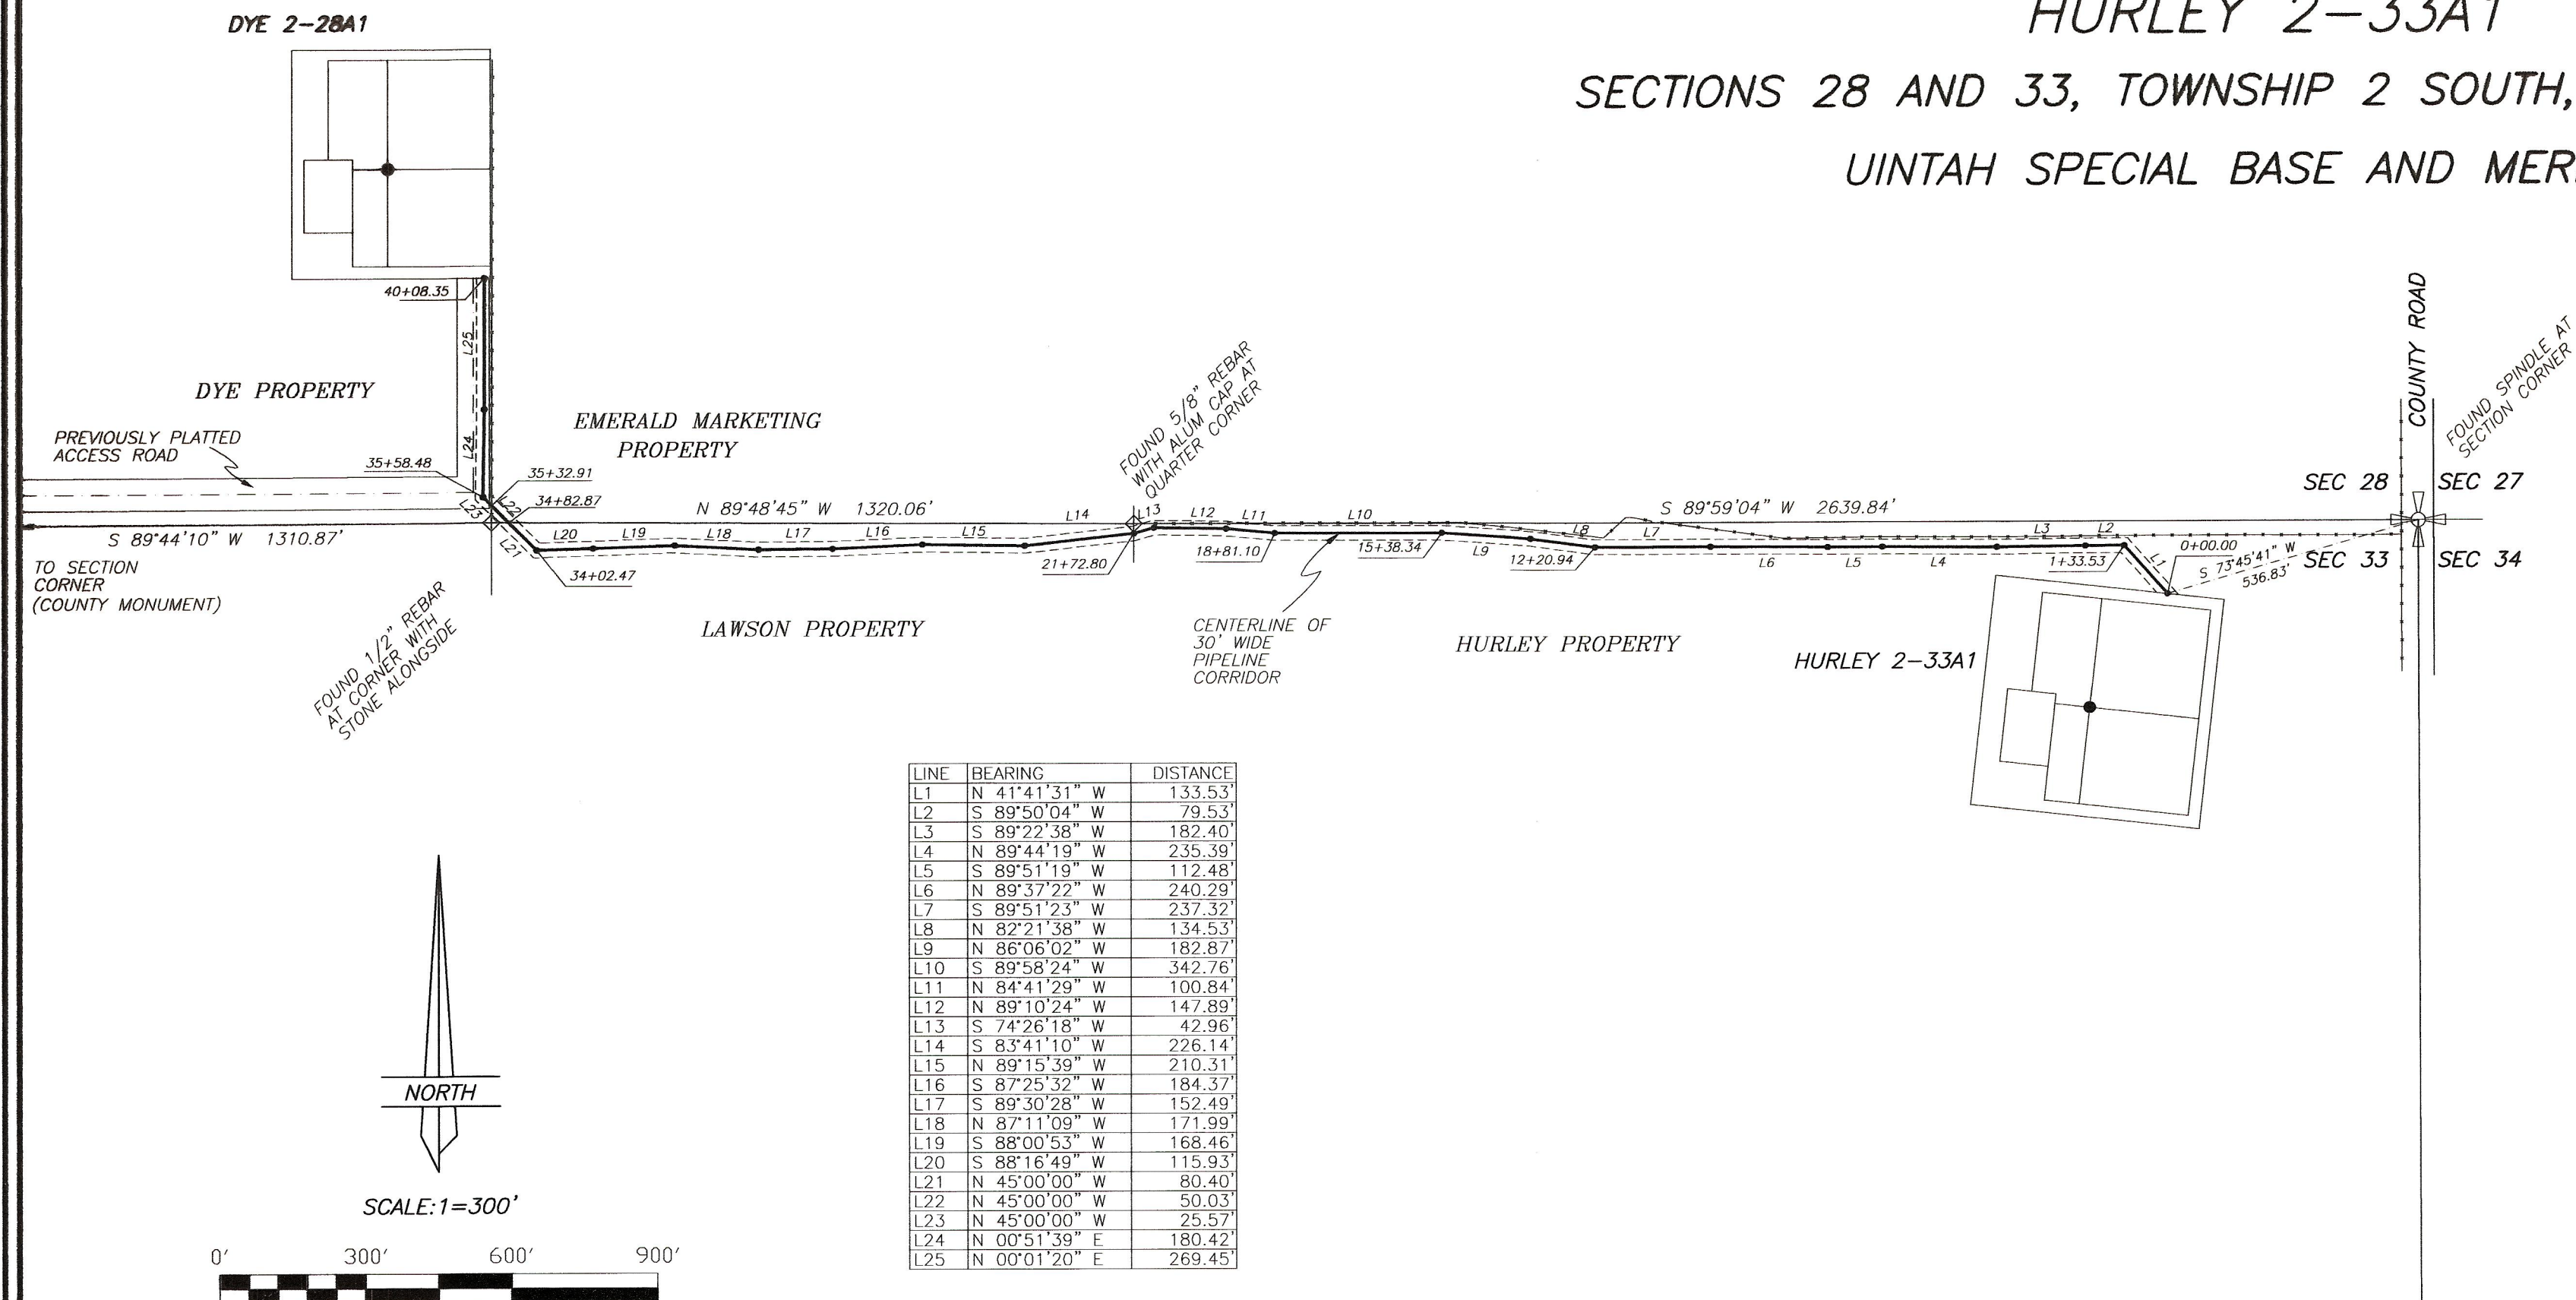 DYE 2-28A1
HURLEY 2-33A1
SECTIONS 28 AND 33, TOWNSHIP 2 SOUTH,
UINTAH SPECIAL BASE AND
40+08.35
L25
L24
DYE PROPERTY
EMERALD MARKETING
PROPERTY
PREVIOUSLY PLATTED
ACCESS ROAD
35+58.48
35+32.91
34+82.87
L23
L22
L21
N 89°48'45" W 1320.06'
S 89°44'10" W 1310.87'
TO SECTION
CORNER
(COUNTY MONUMENT)
FOUND 1/2" REBAR
AT CORNER WITH
STONE ALONGSIDE
L20
L19
L18
L17
L16
L15
L14
L13
L12
L11
L10
34+02.47
21+72.80
18+81.10
15+38.34
L9
12+20.94
FOUND 5/8" REBAR
WITH ALUM CAP AT
QUARTER CORNER
S 89°59'04" W 2639.84'
L8
L7
L6
L5
L4
L3
L2
L1
1+33.53
0+00.00
S 73°45'41" W
536.83'
COUNTY ROAD
FOUND SPINDLE AT
SECTION CORNER
SEC 28
SEC 27
SEC 33
SEC 34
LAWSON PROPERTY
CENTERLINE OF
30' WIDE
PIPELINE
CORRIDOR
HURLEY PROPERTY
HURLEY 2-33A1
LINE BEARING DISTANCE
L1 N 41°41'31" W 133.53'
L2 S 89°50'04" W 79.53'
L3 S 89°22'38" W 182.40'
L4 N 89°44'19" W 235.39'
L5 S 89°51'19" W 112.48'
L6 N 89°37'22" W 240.29'
L7 S 89°51'23" W 237.32'
L8 N 82°21'38" W 134.53'
L9 N 86°06'02" W 182.87'
L10 S 89°58'24" W 342.76'
L11 N 84°41'29" W 100.84'
L12 N 89°10'24" W 147.89'
L13 S 74°26'18" W 42.96'
L14 S 83°41'10" W 226.14'
L15 N 89°15'39" W 210.31'
L16 S 87°25'32" W 184.37'
L17 S 89°30'28" W 152.49'
L18 N 87°11'09" W 171.99'
L19 S 88°00'53" W 168.46'
L20 S 88°16'49" W 115.93'
L21 N 45°00'00" W 80.40'
L22 N 45°00'00" W 50.03'
L23 N 45°00'00" W 25.57'
L24 N 00°51'39" E 180.42'
L25 N 00°01'20" E 269.45'
NORTH
SCALE:1=300'
0' 300' 600' 900'